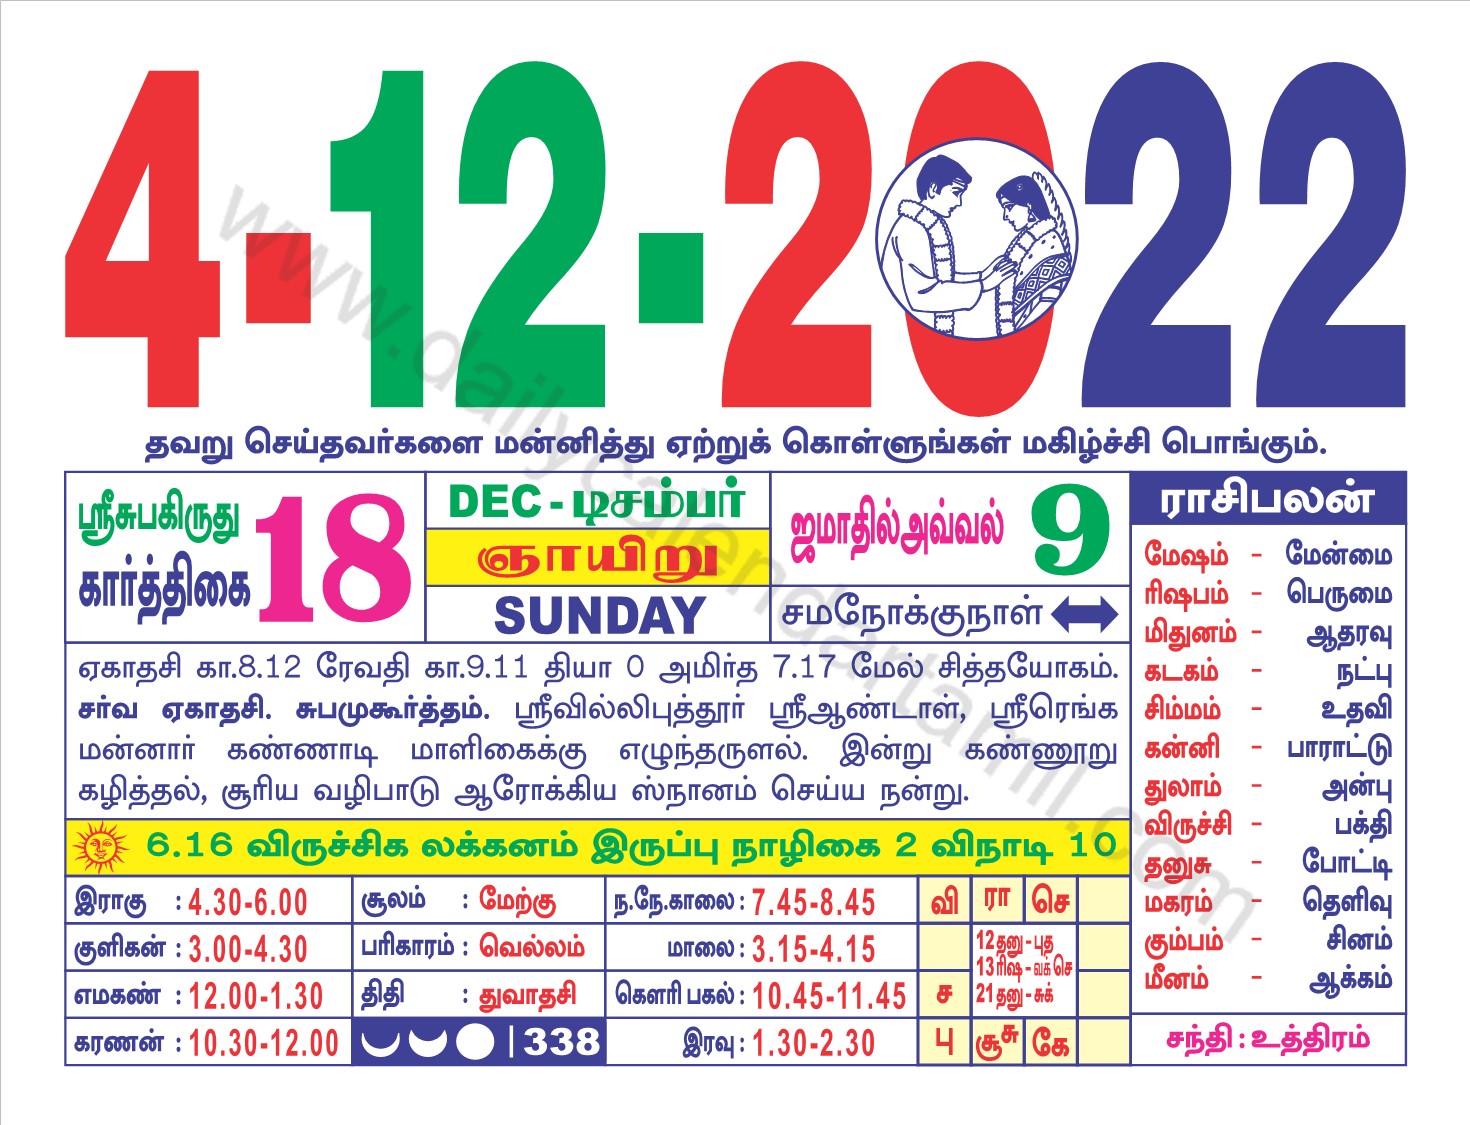 4-12-2022
தவறு செய்தவர்களை மன்னித்து ஏற்றுக் கொள்ளுங்கள் மகிழ்ச்சி பொங்கும்.
ஸ்ரீசுபகிருது
கார்த்திகை 18
DEC - டிசம்பர்
ஞாயிறு
SUNDAY
ஜமாதில்அவ்வல் 9
சமநோக்குநாள்
ஏகாதசி கா.8.12 ரேவதி கா.9.11 தியா 0 அமிர்த 7.17 மேல் சித்தயோகம்.
சர்வ ஏகாதசி. சுபமுகூர்த்தம். ஸ்ரீவில்லிபுத்தூர் ஸ்ரீஆண்டாள், ஸ்ரீரெங்க
மன்னார் கண்ணாடி மாளிகைக்கு எழுந்தருளல். இன்று கண்ணூறு
கழித்தல், சூரிய வழிபாடு ஆரோக்கிய ஸ்நானம் செய்ய நன்று.
6.16 விருச்சிக லக்கனம் இருப்பு நாழிகை 2 விநாடி 10
இராகு : 4.30-6.00
குளிகன் : 3.00-4.30
எமகண் : 12.00-1.30
கரணன் : 10.30-12.00
சூலம் : மேற்கு
பரிகாரம் : வெல்லம்
திதி : துவாதசி
338
ந.நே.காலை : 7.45-8.45
மாலை : 3.15-4.15
கௌரி பகல் : 10.45-11.45
இரவு : 1.30-2.30
வி ரா செ
12 தனு - புத
13 ரிஷ - வக் செ
21 தனு - சுக்
ச
பு சூசு கே
ராசிபலன்
மேஷம் - மேன்மை
ரிஷபம் - பெருமை
மிதுனம் - ஆதரவு
கடகம் - நட்பு
சிம்மம் - உதவி
கன்னி - பாராட்டு
துலாம் - அன்பு
விருச்சி - பக்தி
தனுசு - போட்டி
மகரம் - தெளிவு
கும்பம் - சினம்
மீனம் - ஆக்கம்
சந்தி : உத்திரம்
www.dailycalendartamil.com